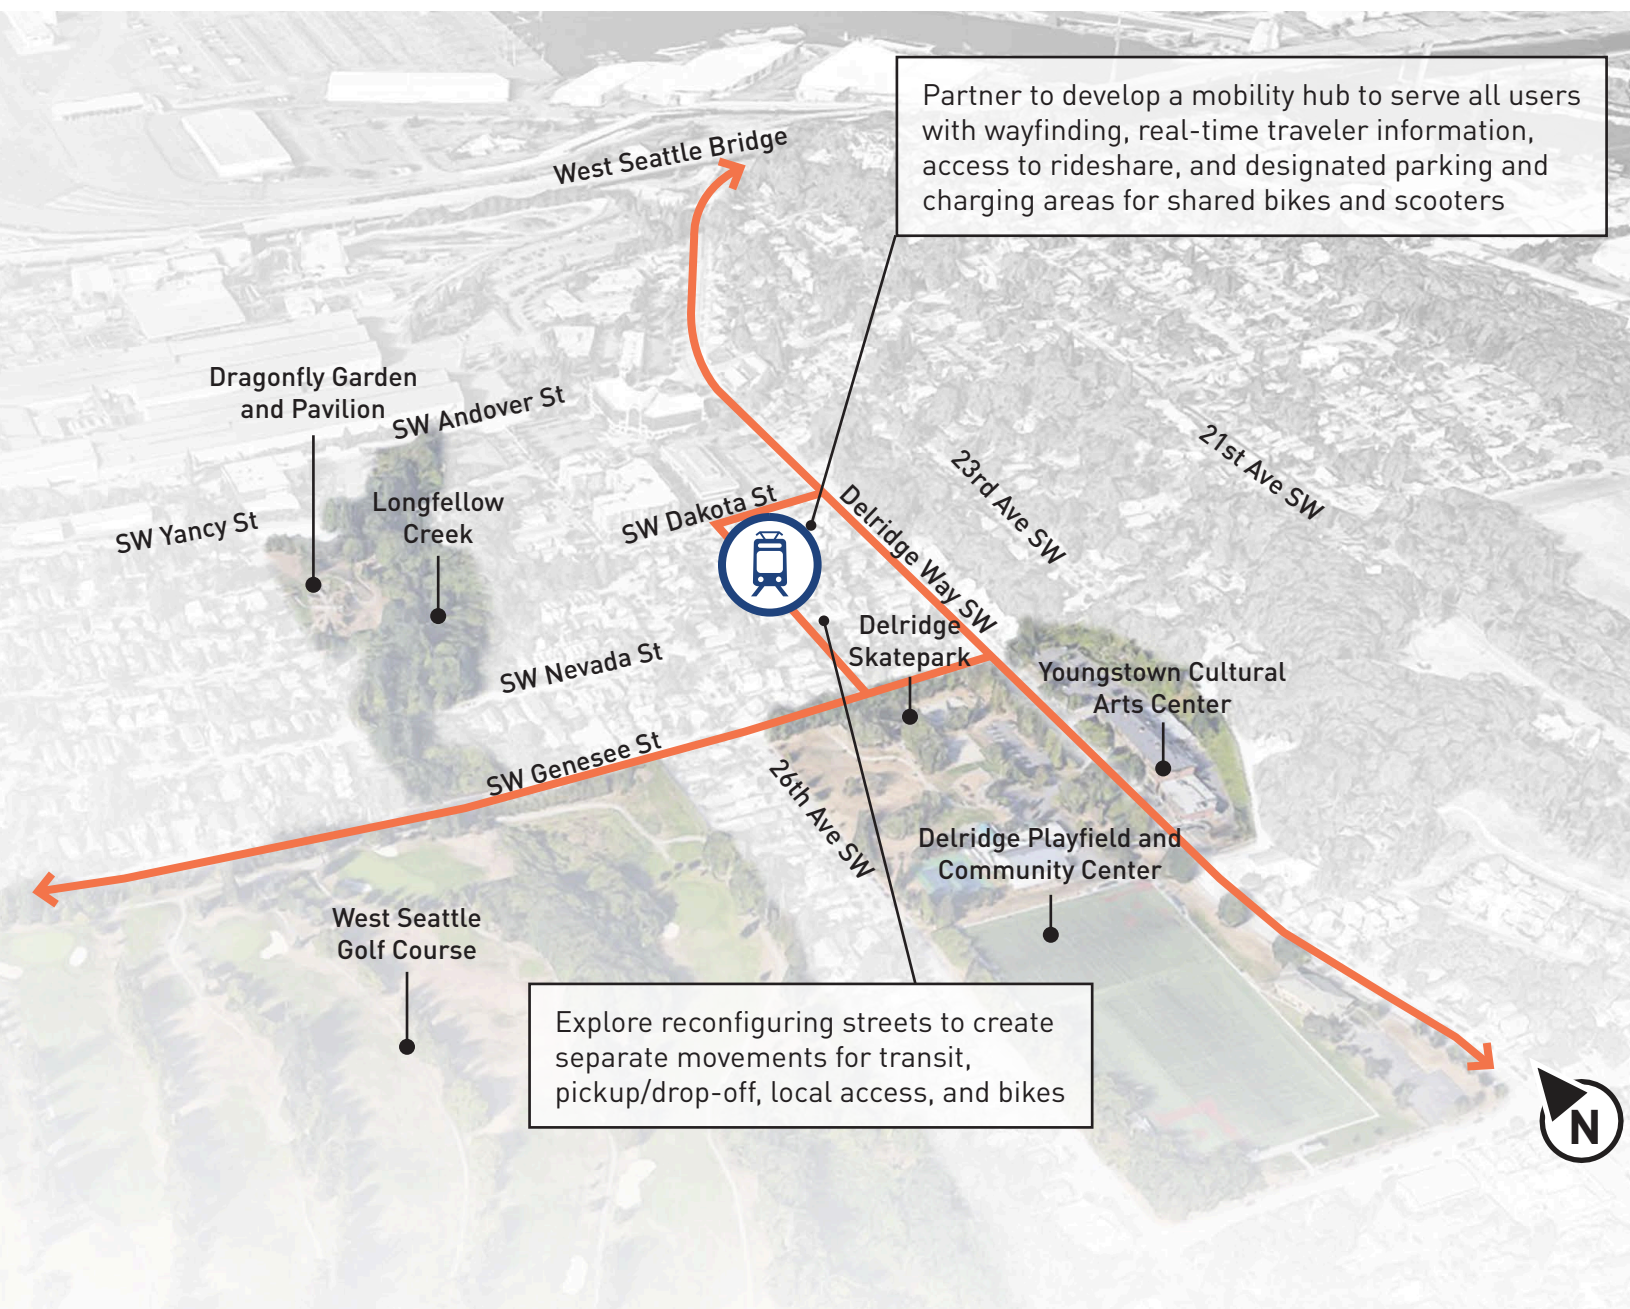 Partner to develop a mobility hub to serve all users
with wayfinding, real-time traveler information,
access to rideshare, and designated parking and
charging areas for shared bikes and scooters
West Seattle Bridge
Dragonfly Garden
and Pavilion
SW Andover St
21st Ave SW
23rd Ave SW
Longfellow
Creek
SW Yancy St
SW Dakota St
Delridge Way SW
Delridge
Skatepark
SW Nevada St
Youngstown Cultural
Arts Center
SW Genesee St
26th Ave SW
Delridge Playfield and
Community Center
West Seattle
Golf Course
Explore reconfiguring streets to create
separate movements for transit,
pickup/drop-off, local access, and bikes
N